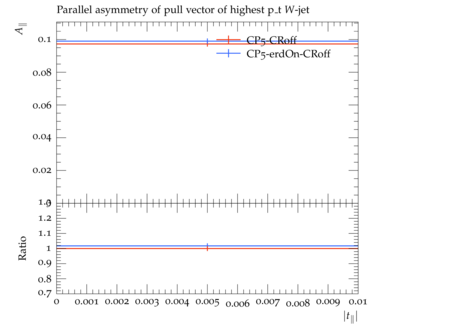 Parallel asymmetry of pull vector of highest p_t W-jet
A∥
0.1
CP5-CRoff
CP5-erdOn-CRoff
0.08
0.06
0.04
0.02
Ratio
1.2
1.1
1
0.9
0.8
0.7
0 0.001 0.002 0.003 0.004 0.005 0.006 0.007 0.008 0.009 0.01
|t∥|